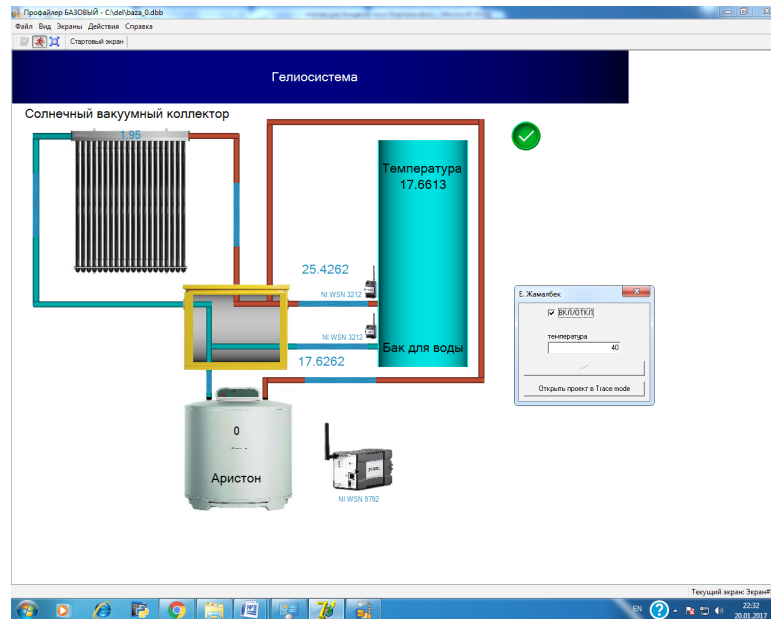 Профайлер БАЗОВЫЙ - C:\del\baza_0.dbb
Файл Вид Экраны Действия Справка
Стартовый экран
Гелиосистема
Солнечный вакуумный коллектор
1.95
Температура
17.6613
25.4262
NI WSN 3212
NI WSN 3212
Бак для воды
17.6262
0
Аристон
NI WSN 9792
Е. Жамалбек
ВКЛ/ОТКЛ
температура
40
Открыть проект в Trace mode
Текущий экран: Экран#
EN
22:32
20.01.2017